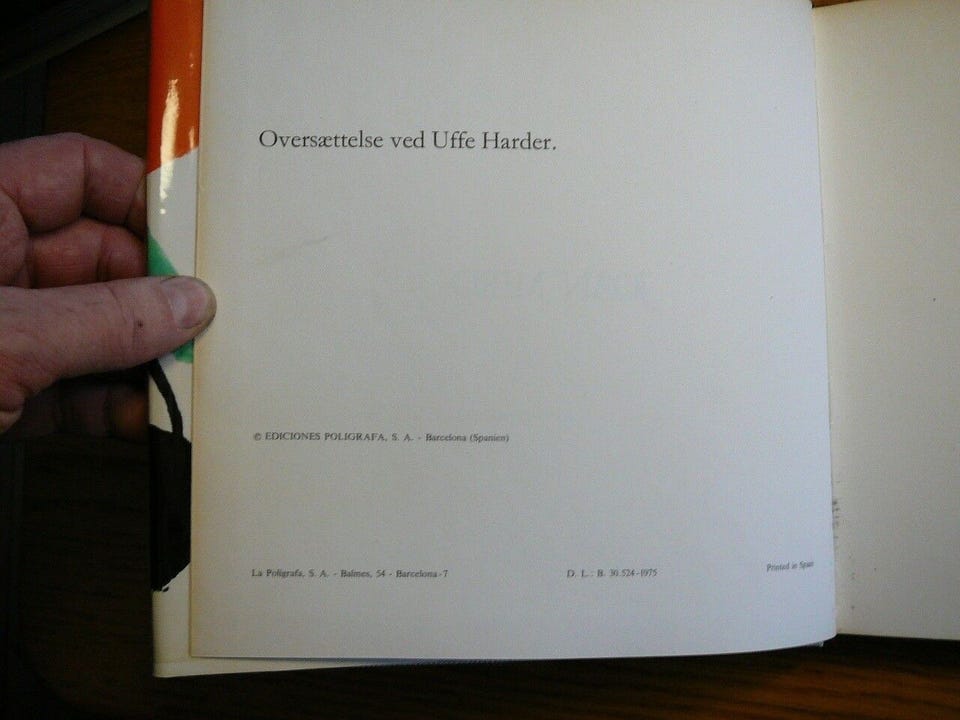 Oversættelse ved Uffe Harder.
© EDICIONES POLIGRAFA, S. A. - Barcelona (Spanien)
La Polígrafa, S. A. - Balmes, 54 - Barcelona-7 D. L.: B. 30.524-1975 Printed in Spain